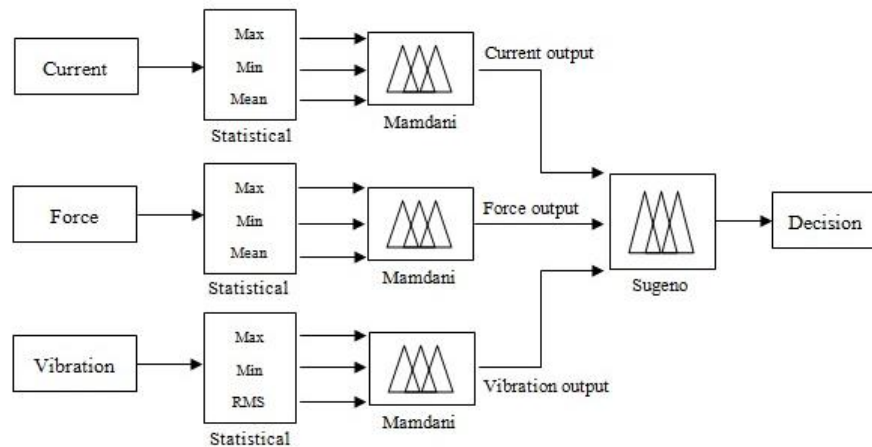 Current
Max
Min
Mean
Statistical
Mamdani
Current output
Force
Max
Min
Mean
Statistical
Mamdani
Force output
Vibration
Max
Min
RMS
Statistical
Mamdani
Vibration output
Sugeno
Decision